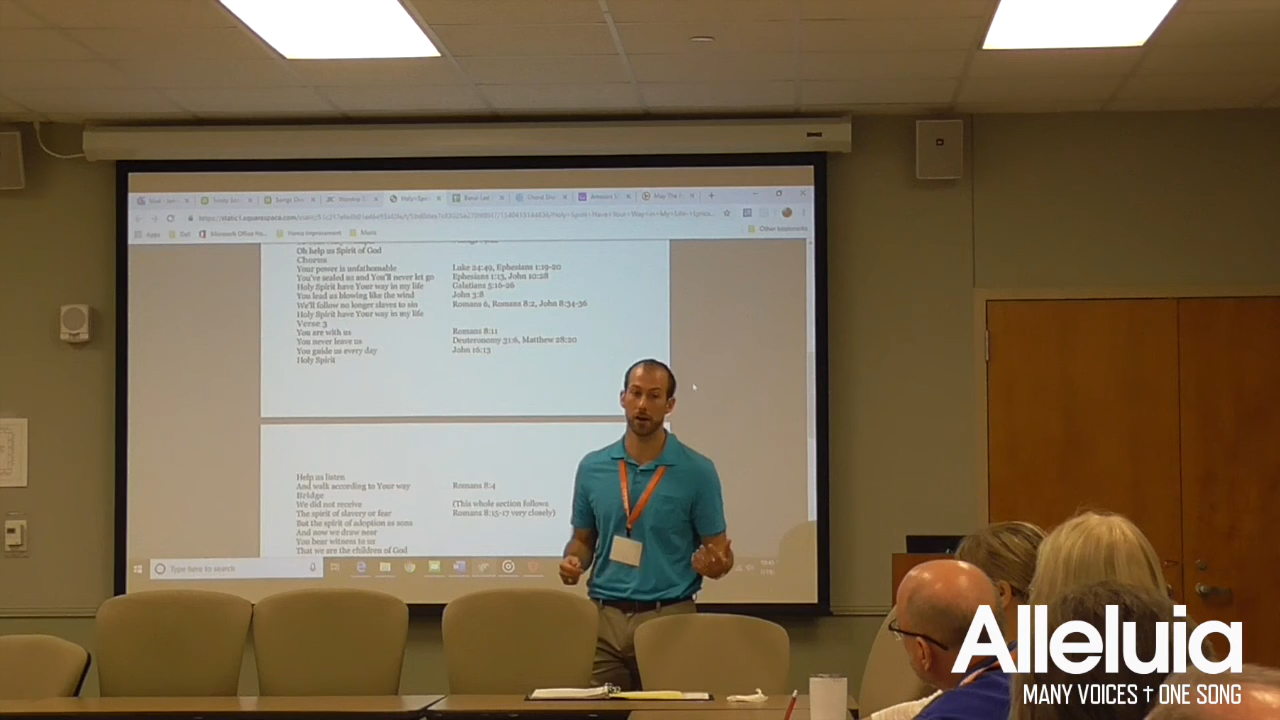 Worship
Apps
Microsoft Office
Home Improvement
Music
Other bookmarks
Oh help us Spirit of God
Chorus
Your power is unfathomable Luke 24:49, Ephesians 1:19-20
You've sealed us and You'll never let go Ephesians 1:13, John 10:28
Holy Spirit have Your way in my life Galatians 5:16-26
You lead us blowing like the wind John 3:8
We'll follow no longer slaves to sin Romans 6, Romans 8:2, John 8:34-36
Holy Spirit have Your way in my life
Verse 3
You are with us Romans 8:11
You never leave us Deuteronomy 31:6, Matthew 28:20
You guide us every day John 16:13
Holy Spirit
Help us listen
And walk according to Your way Romans 8:4
Bridge
We did not receive (This whole section follows
The spirit of slavery or fear Romans 8:15-17 very closely)
But the spirit of adoption as sons
And now we draw near
You bear witness to us
That we are the children of God
Type here to search
Alleluia
MANY VOICES † ONE SONG